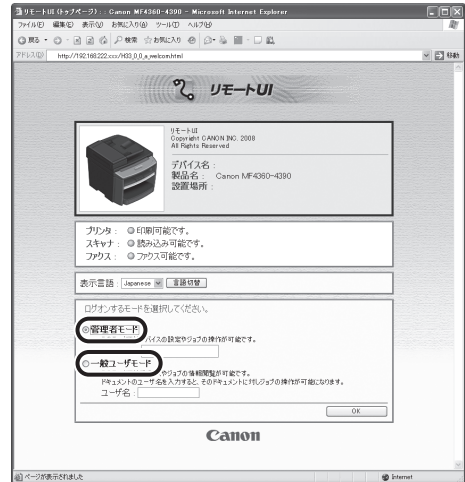 リモートUI〈トップページ〉: : Canon MF4360-4390 - Microsoft Internet Explorer
ファイル(F) 編集(E) 表示(V) お気に入り(A) ツール(T) ヘルプ(H)
戻る 検索 お気に入り
アドレス(D) http://192.168.222.xxx/H33_0_0_a_welcom.html 移動
リモートUI
リモートUI
Copyright CANON INC. 2008
All Rights Reserved
デバイス名 :
製品名 : Canon MF4360-4390
設置場所 :
プリンタ : 印刷可能です。
スキャナ : 読み込み可能です。
ファクス : ファクス可能です。
表示言語 : Japanese 言語切替
ログオンするモードを選択してください。
管理者モード
バイスの設定やジョブの操作が可能です。
一般ユーザモード
やジョブの情報閲覧が可能です。
ドキュメントのユーザ名を入力すると、そのドキュメントに対しジョブの操作が可能になります。
ユーザ名 :
OK
Canon
ページが表示されました Internet